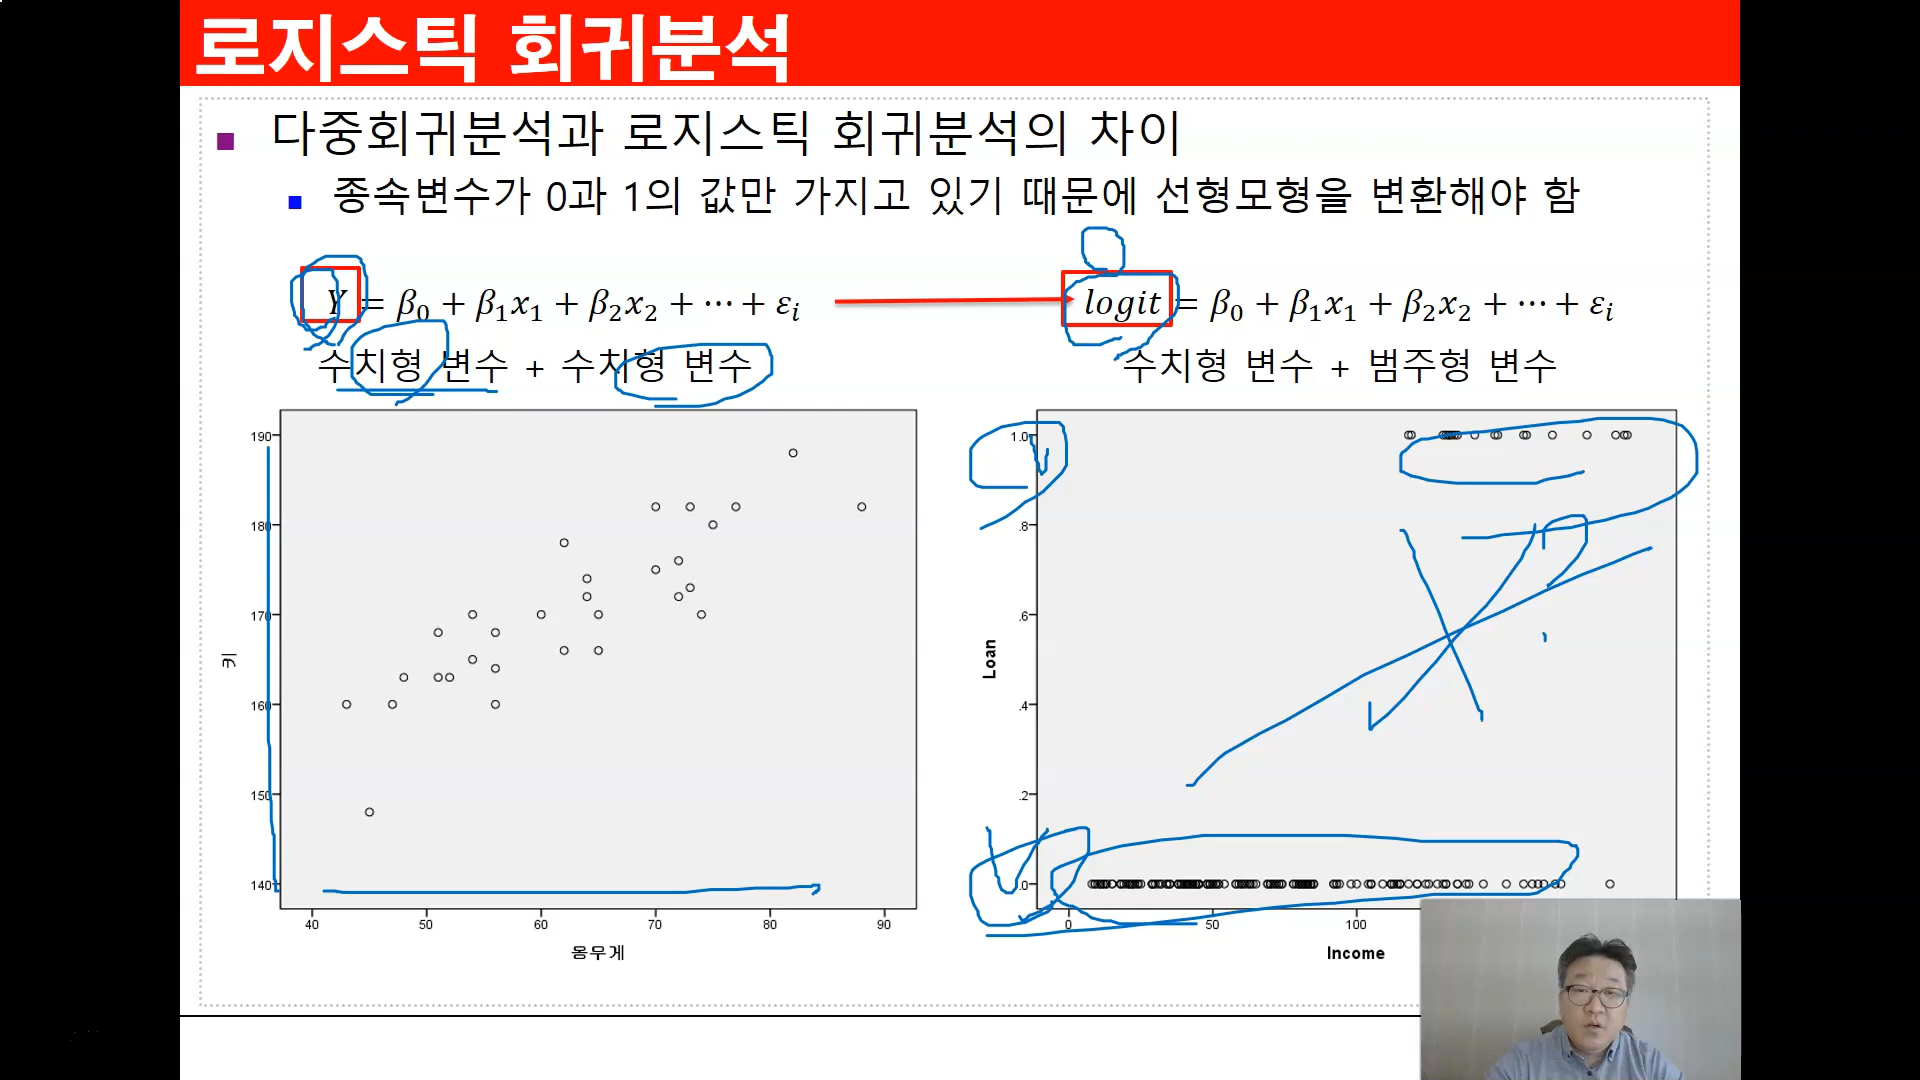 로지스틱 회귀분석
다중회귀분석과 로지스틱 회귀분석의 차이
종속변수가 0과 1의 값만 가지고 있기 때문에 선형모형을 변환해야 함
Y = β₀ + β₁x₁ + β₂x₂ + ⋯ + εᵢ
수치형 변수 + 수치형 변수
logit = β₀ + β₁x₁ + β₂x₂ + ⋯ + εᵢ
수치형 변수 + 범주형 변수
190
180
170
160
150
140
키
40 50 60 70 80 90
몸무게
1.0
.8
.6
.4
.2
.0
Loan
0 50 100
Income